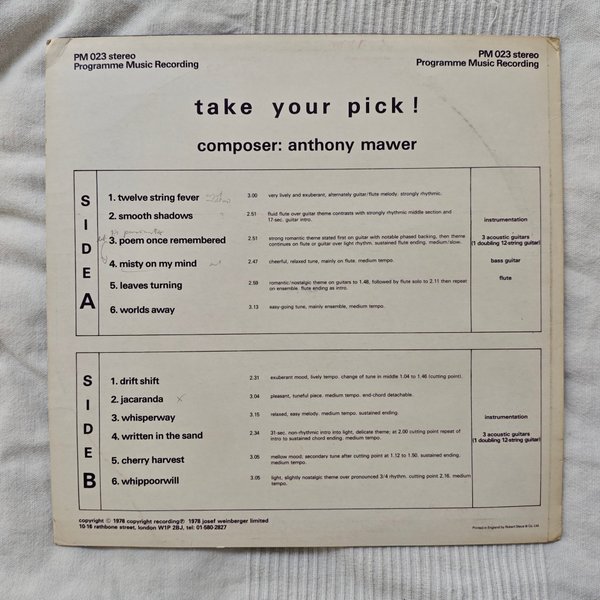 PM 023 stereo
Programme Music Recording
PM 023 stereo
Programme Music Recording
take your pick!
composer: anthony mawer
SIDE A
1. twelve string fever 3.00 very lively and exuberant, alternately guitar/flute melody. strongly rhythmic.
2. smooth shadows 2.51 fluid flute over guitar theme contrasts with strongly rhythmic middle section and
17-sec. guitar intro.
3. poem once remembered 2.51 strong romantic theme stated first on guitar with notable phased backing, then theme
continues on flute or guitar over light rhythm. sustained flute ending. medium/slow.
4. misty on my mind 2.47 cheerful, relaxed tune, mainly on flute. medium tempo.
5. leaves turning 2.59 romantic/nostalgic theme on guitars to 1.48, followed by flute solo to 2.11 then repeat
on ensemble. flute ending as intro.
6. worlds away 3.13 easy-going tune, mainly ensemble, medium tempo.
instrumentation
3 acoustic guitars
(1 doubling 12-string guitar)
bass guitar
flute
SIDE B
1. drift shift 2.31 exuberant mood, lively tempo. change of tune in middle 1.04 to 1.46 (cutting point).
2. jacaranda x 3.04 pleasant, tuneful piece. medium tempo. end-chord detachable.
3. whisperway 3.15 relaxed, easy melody. medium tempo. sustained ending.
4. written in the sand 2.34 31-sec. non-rhythmic intro into light, delicate theme; at 2.00 cutting point repeat of
intro to sustained chord ending. medium tempo.
5. cherry harvest 3.05 mellow mood; secondary tune after cutting point at 1.12 to 1.50. sustained ending.
medium tempo.
6. whippoorwill 3.05 light, slightly nostalgic theme over pronounced 3/4 rhythm. cutting point 2.16. medium
tempo.
instrumentation
3 acoustic guitars
(1 doubling 12-string guitar)
copyright © 1978 copyright recording ℗ 1978 josef weinberger limited
10-16 rathbone street, london W1P 2BJ, tel: 01-580-2827
Printed in England by Robert Stace & Co. Ltd.